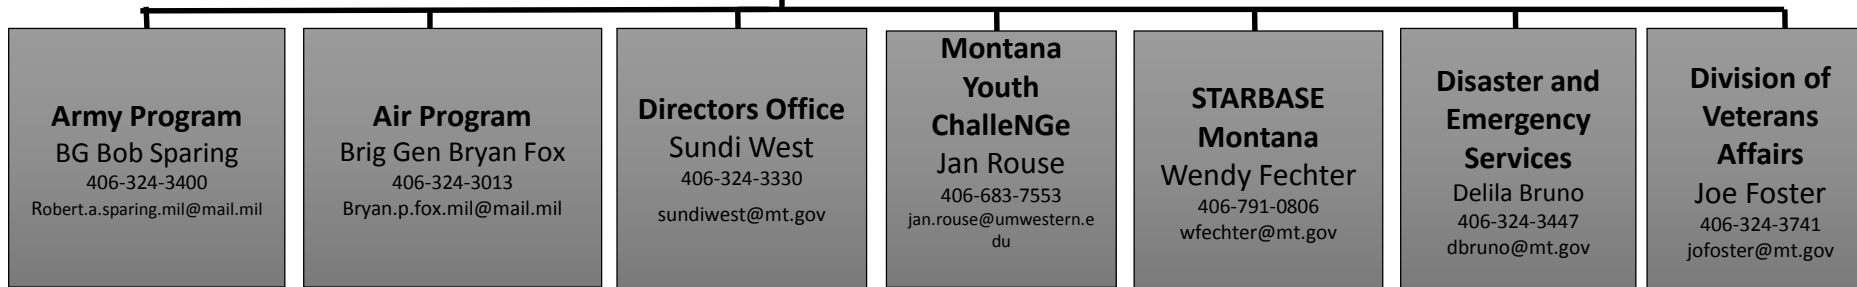 Army Program
BG Bob Sparing
406-324-3400
Robert.a.sparing.mil@mail.mil
Air Program
Brig Gen Bryan Fox
406-324-3013
Bryan.p.fox.mil@mail.mil
Directors Office
Sundi West
406-324-3330
sundiwest@mt.gov
Montana
Youth
ChalleNGe
Jan Rouse
406-683-7553
jan.rouse@umwestern.e
du
STARBASE
Montana
Wendy Fechter
406-791-0806
wfechter@mt.gov
Disaster and
Emergency
Services
Delila Bruno
406-324-3447
dbruno@mt.gov
Division of
Veterans
Affairs
Joe Foster
406-324-3741
jofoster@mt.gov